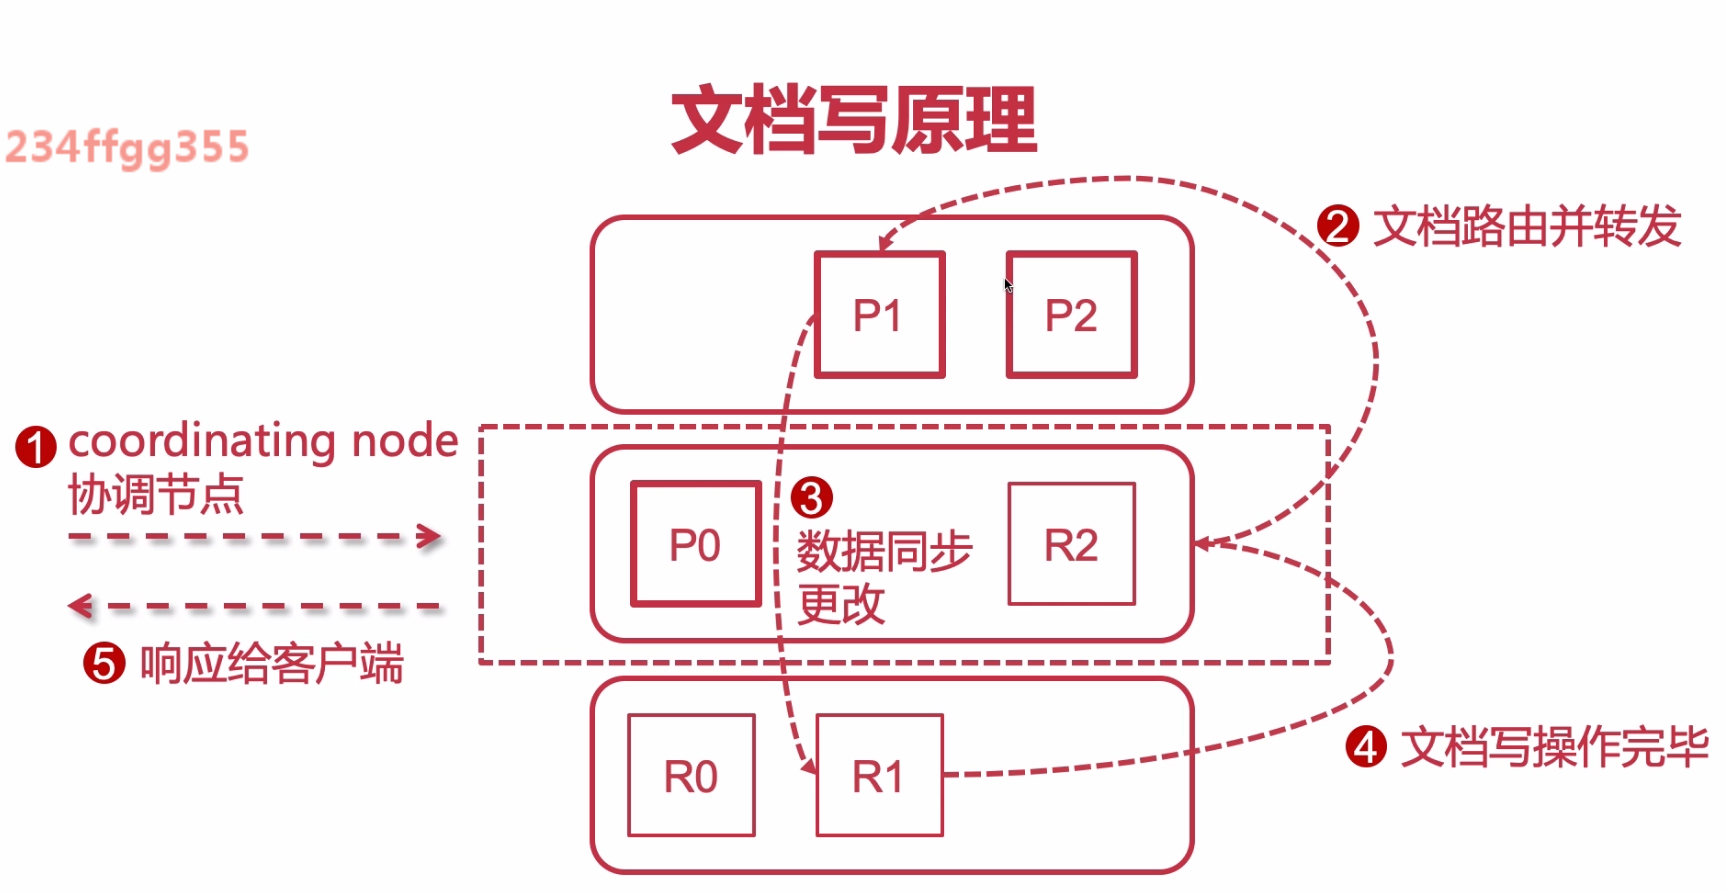 文档写原理
234ffgg355
❷ 文档路由并转发
P1
P2
❶ coordinating node
协调节点
P0
❸
数据同步
更改
R2
❺ 响应给客户端
R0
R1
❹ 文档写操作完毕